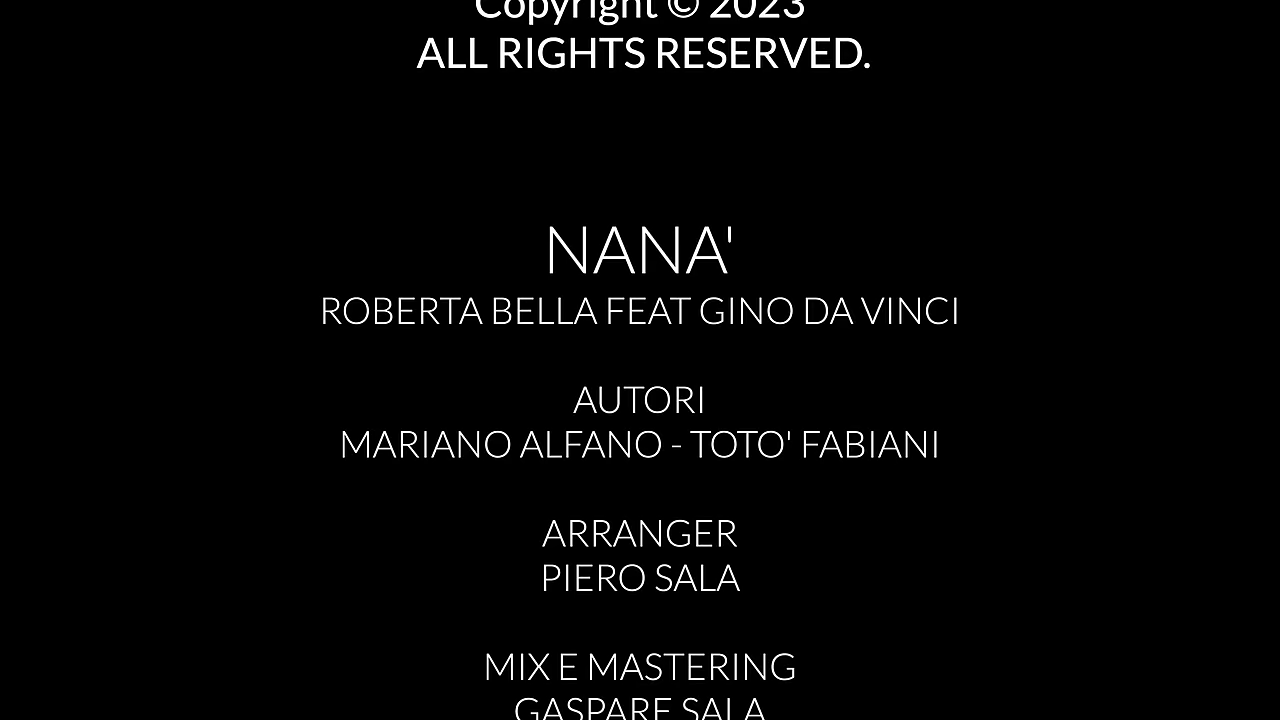 Copyright © 2023
ALL RIGHTS RESERVED.
NANA'
ROBERTA BELLA FEAT GINO DA VINCI
AUTORI
MARIANO ALFANO - TOTO' FABIANI
ARRANGER
PIERO SALA
MIX E MASTERING
GASPARE SALA